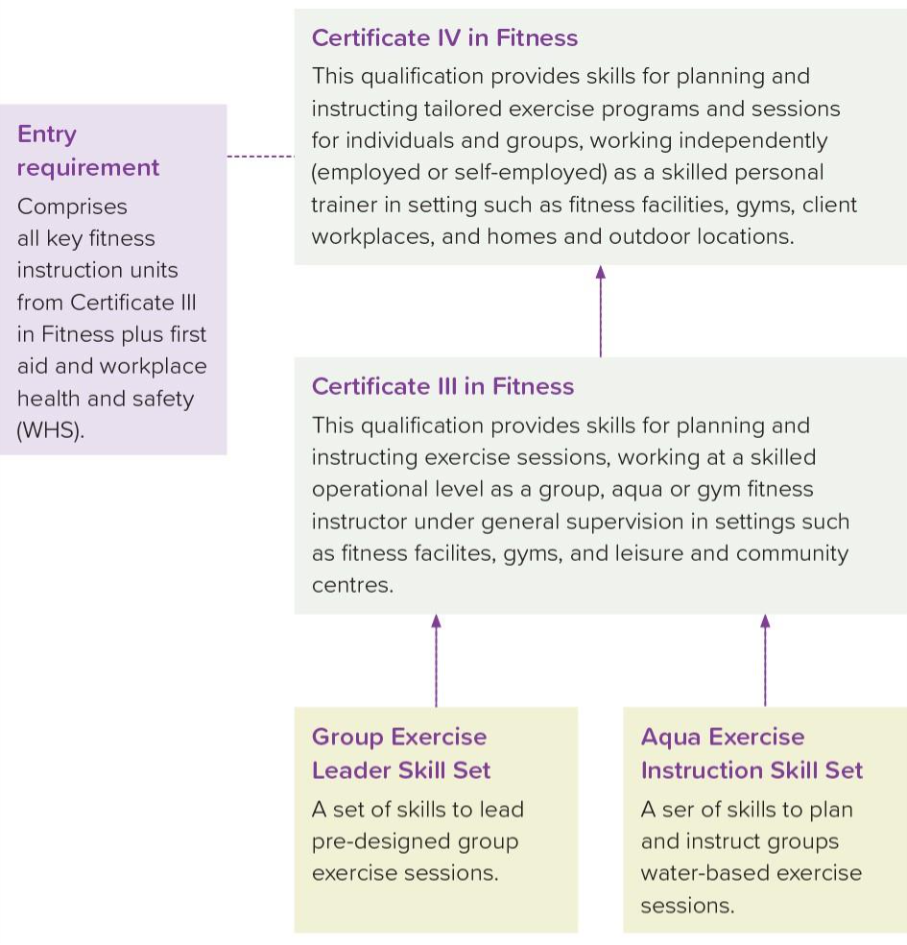 Certificate IV in Fitness
This qualification provides skills for planning and
instructing tailored exercise programs and sessions
for individuals and groups, working independently
(employed or self-employed) as a skilled personal
trainer in setting such as fitness facilities, gyms, client
workplaces, and homes and outdoor locations.
Entry
requirement
Comprises
all key fitness
instruction units
from Certificate III
in Fitness plus first
aid and workplace
health and safety
(WHS).
Certificate III in Fitness
This qualification provides skills for planning and
instructing exercise sessions, working at a skilled
operational level as a group, aqua or gym fitness
instructor under general supervision in settings such
as fitness facilites, gyms, and leisure and community
centres.
Group Exercise
Leader Skill Set
A set of skills to lead
pre-designed group
exercise sessions.
Aqua Exercise
Instruction Skill Set
A ser of skills to plan
and instruct groups
water-based exercise
sessions.